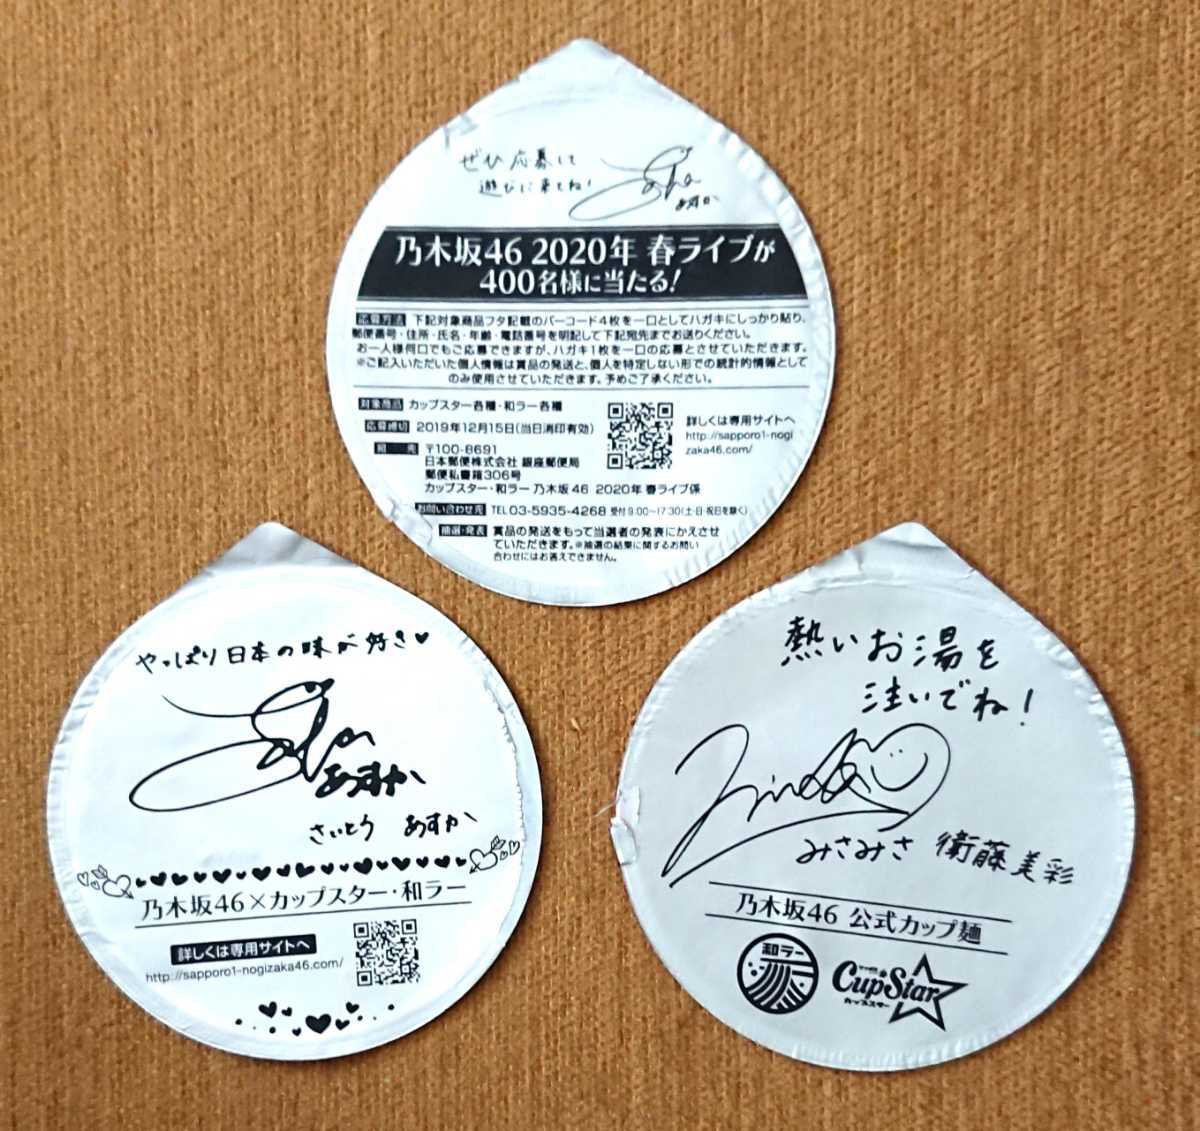 ぜひ応募して
遊びに来てね!
あすか
乃木坂46 2020年 春ライブが
400名様に当たる!
応募方法 下記対象商品フタ記載のバーコード4枚を一口としてハガキにしっかり貼り、
郵便番号・住所・氏名・年齢・電話番号を明記して下記宛先までお送りください。
お一人様何口でもご応募できますが、ハガキ1枚を一口の応募とさせていただきます。
※ご記入いただいた個人情報は賞品の発送と、個人を特定しない形での統計的情報として
のみ使用させていただきます。予めご了承ください。
対象商品 カップスター各種・和ラー各種
応募締切 2019年12月15日(当日消印有効)
宛先 〒100-8691
日本郵便株式会社 銀座郵便局
郵便私書箱306号
カップスター・和ラー 乃木坂46 2020年 春ライブ係
詳しくは専用サイトへ
http://sapporo1-nogi
zaka46.com/
お問い合わせ先 TEL 03-5935-4268 受付9:00~17:30(土・日・祝日を除く)
抽選・発表 賞品の発送をもって当選者の発表にかえさせ
ていただきます。※抽選の結果に関するお問い
合わせにはお答えできません。
やっぱり日本の味が好き♥
あすか
さいとう あすか
乃木坂46×カップスター・和ラー
詳しくは専用サイトへ
http://sapporo1-nogizaka46.com/
熱いお湯を
注いでね!
みさみさ 衛藤美彩
乃木坂46 公式カップ麺
和ラー
CupStar
カップスター